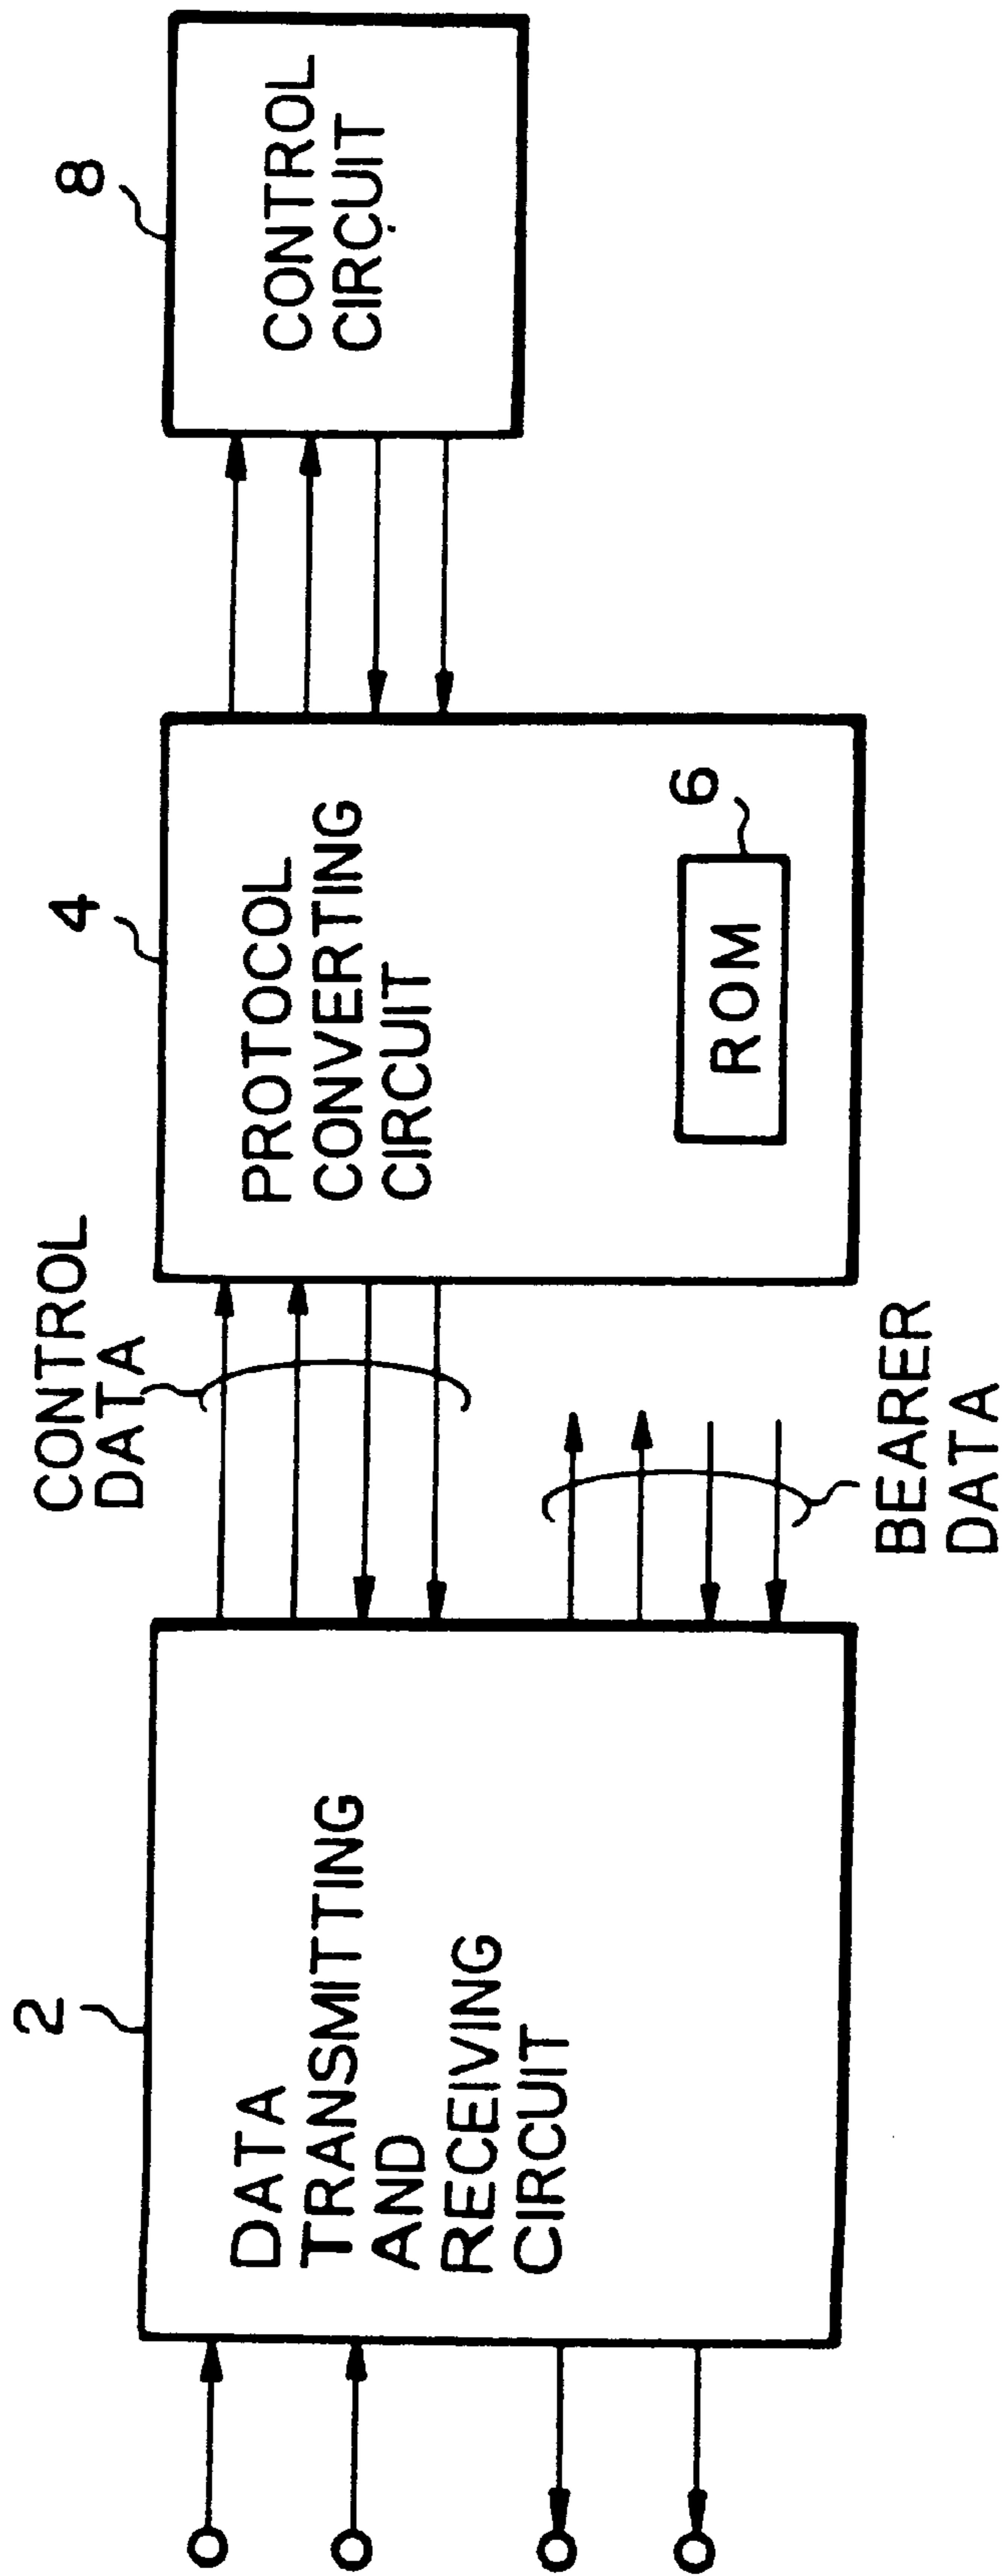 2
DATA
TRANSMITTING
AND
RECEIVING
CIRCUIT
CONTROL
DATA
BEARER
DATA
4
PROTOCOL
CONVERTING
CIRCUIT
6
ROM
8
CONTROL
CIRCUIT